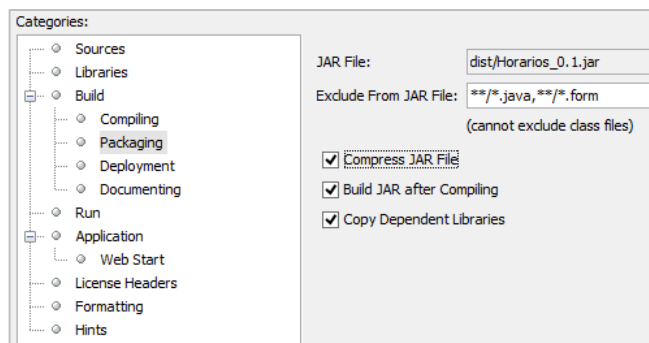 Categories:
Sources
Libraries
Build
Compiling
Packaging
Deployment
Documenting
Run
Application
Web Start
License Headers
Formatting
Hints
JAR File: dist/Horarios_0.1.jar
Exclude From JAR File: **/*.java,**/*.form
(cannot exclude class files)
Compress JAR File
Build JAR after Compiling
Copy Dependent Libraries